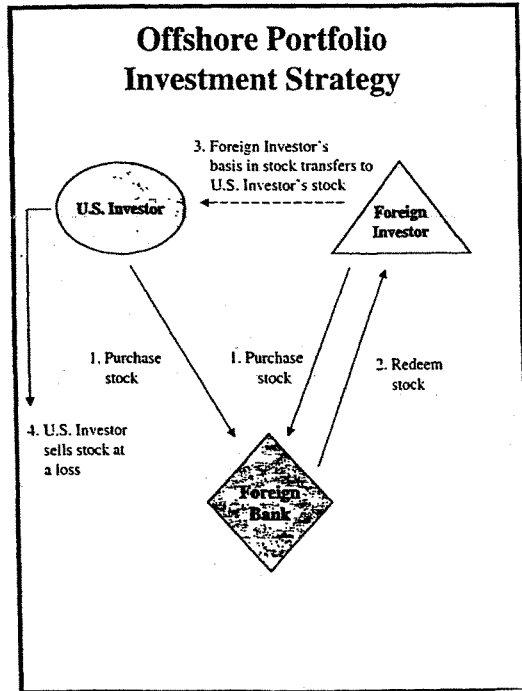 Offshore Portfolio
Investment Strategy
3. Foreign Investor's
basis in stock transfers to
U.S. Investor's stock
U.S. Investor
Foreign
Investor
1. Purchase
stock
1. Purchase
stock
2. Redeem
stock
4. U.S. Investor
sells stock at
a loss
Foreign
Bank